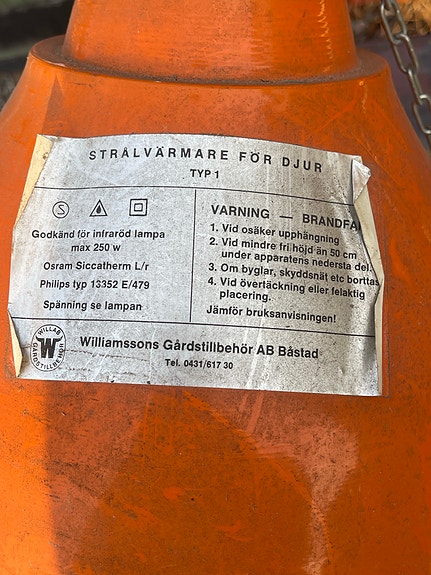 STRÅLVÄRMARE FÖR DJUR
TYP 1
S
Godkänd för infraröd lampa
max 250 w
Osram Siccatherm L/r
Philips typ 13352 E/479
Spänning se lampan
VARNING — BRANDFA
1. Vid osäker upphängning
2. Vid mindre fri höjd än 50 cm
under apparatens nedersta del.
3. Om byglar, skyddsnät etc borttas
4. Vid övertäckning eller felaktig
placering.
Jämför bruksanvisningen!
WILLAB
W
GÅRDSTILLBEHÖR
Williamssons Gårdstillbehör AB Båstad
Tel. 0431/617 30